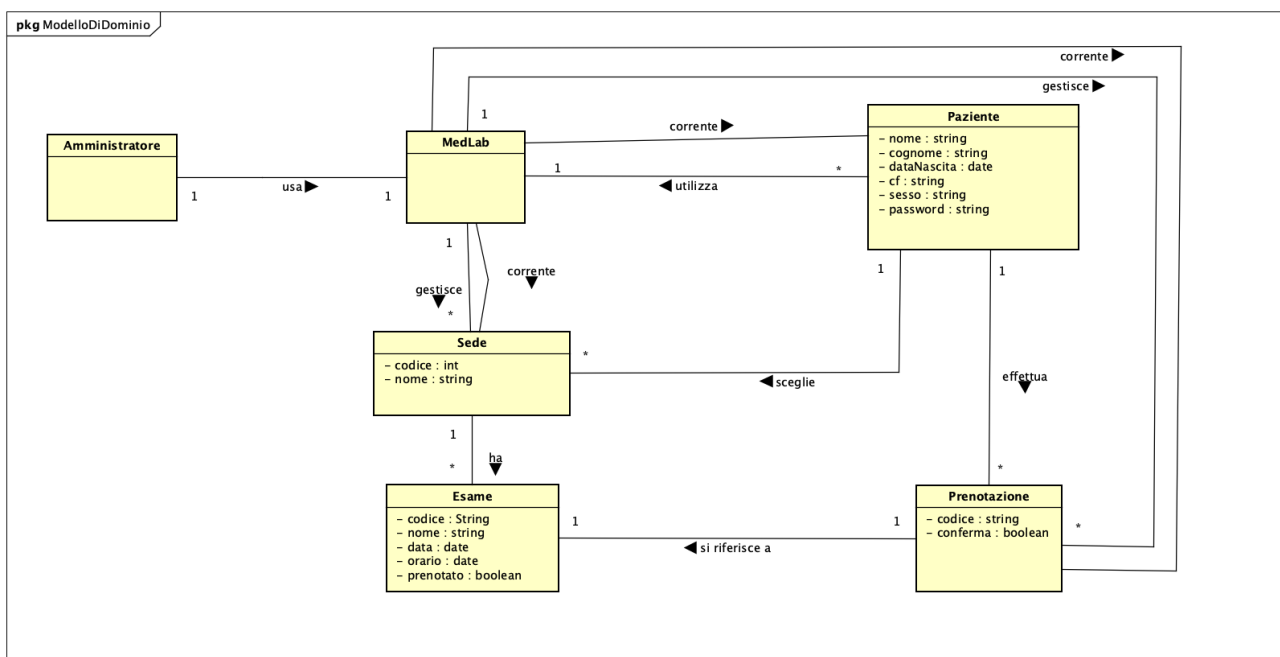 pkg ModelloDiDominio
corrente
gestisce
1
Amministratore
usa
1
1
MedLab
corrente
1
*
utilizza
Paziente
– nome : string
– cognome : string
– dataNascita : date
– cf : string
– sesso : string
– password : string
1
gestisce
*
corrente
1
1
Sede
– codice : int
– nome : string
*
sceglie
effettua
*
1
*
ha
Esame
– codice : String
– nome : string
– data : date
– orario : date
– prenotato : boolean
1
1
si riferisce a
Prenotazione
– codice : string
– conferma : boolean
*